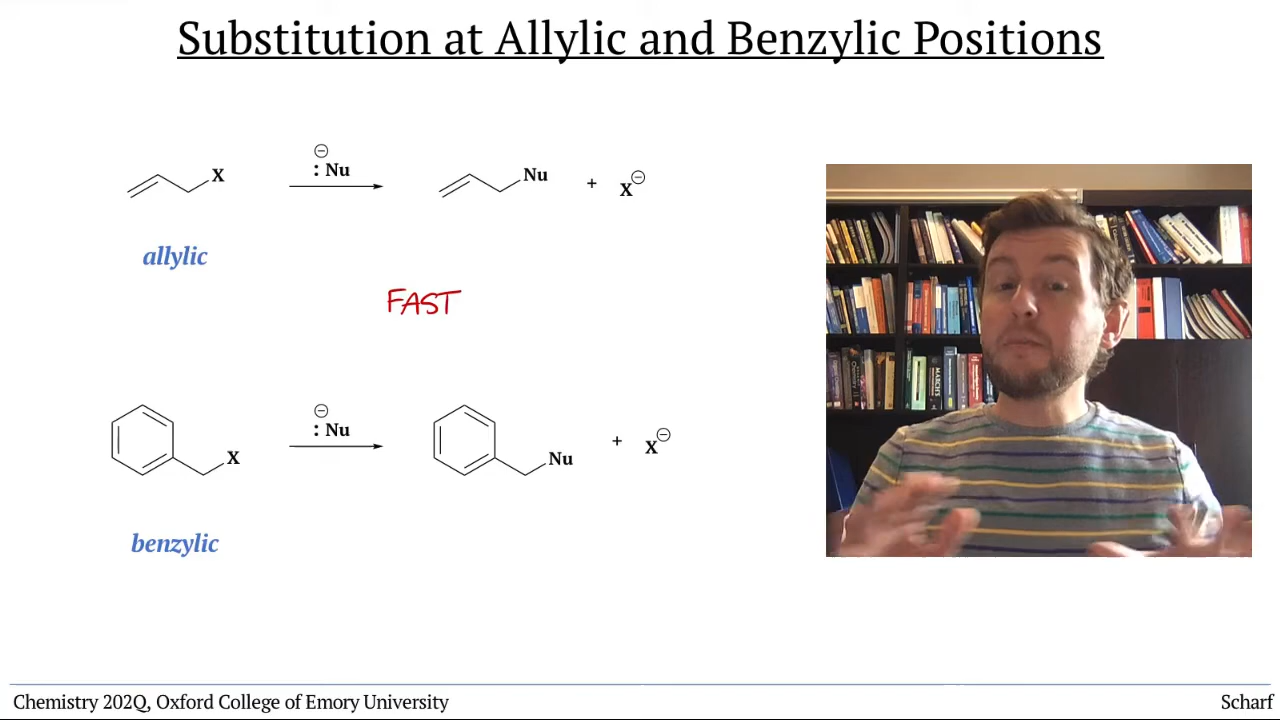 Substitution at Allylic and Benzylic Positions
⊖
: Nu
X
Nu
+ X⊖
allylic
FAST
⊖
: Nu
X
Nu
+ X⊖
benzylic
MARCH'S
Chemistry 202Q, Oxford College of Emory University
Scharf